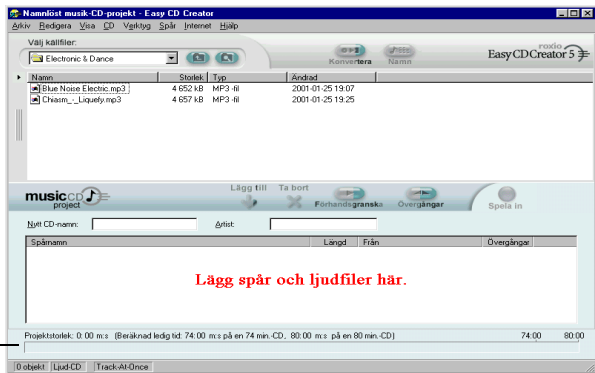 Namnlöst musik-CD-projekt - Easy CD Creator
Arkiv Redigera Visa CD Verktyg Spår Internet Hjälp
Välj källfiler:
Electronic & Dance
Konvertera Namn
roxio
Easy CD Creator 5
Namn Storlek Typ Ändrad
Blue Noise Electric.mp3 4 652 kB MP3-fil 2001-01-25 19:07
Chiasm_-_Liquefy.mp3 4 657 kB MP3-fil 2001-01-25 19:25
music CD project
Lägg till Ta bort Förhandsgranska Övergångar Spela in
Nytt CD-namn: Artist:
Spårnamn Längd Från Övergångar
Lägg spår och ljudfiler här.
Projektstorlek: 0: 00 m:s (Beräknad ledig tid: 74:00 m:s på en 74 min.-CD, 80:00 m:s på en 80 min.-CD) 74:00 80:00
0 objekt Ljud-CD Track-At-Once